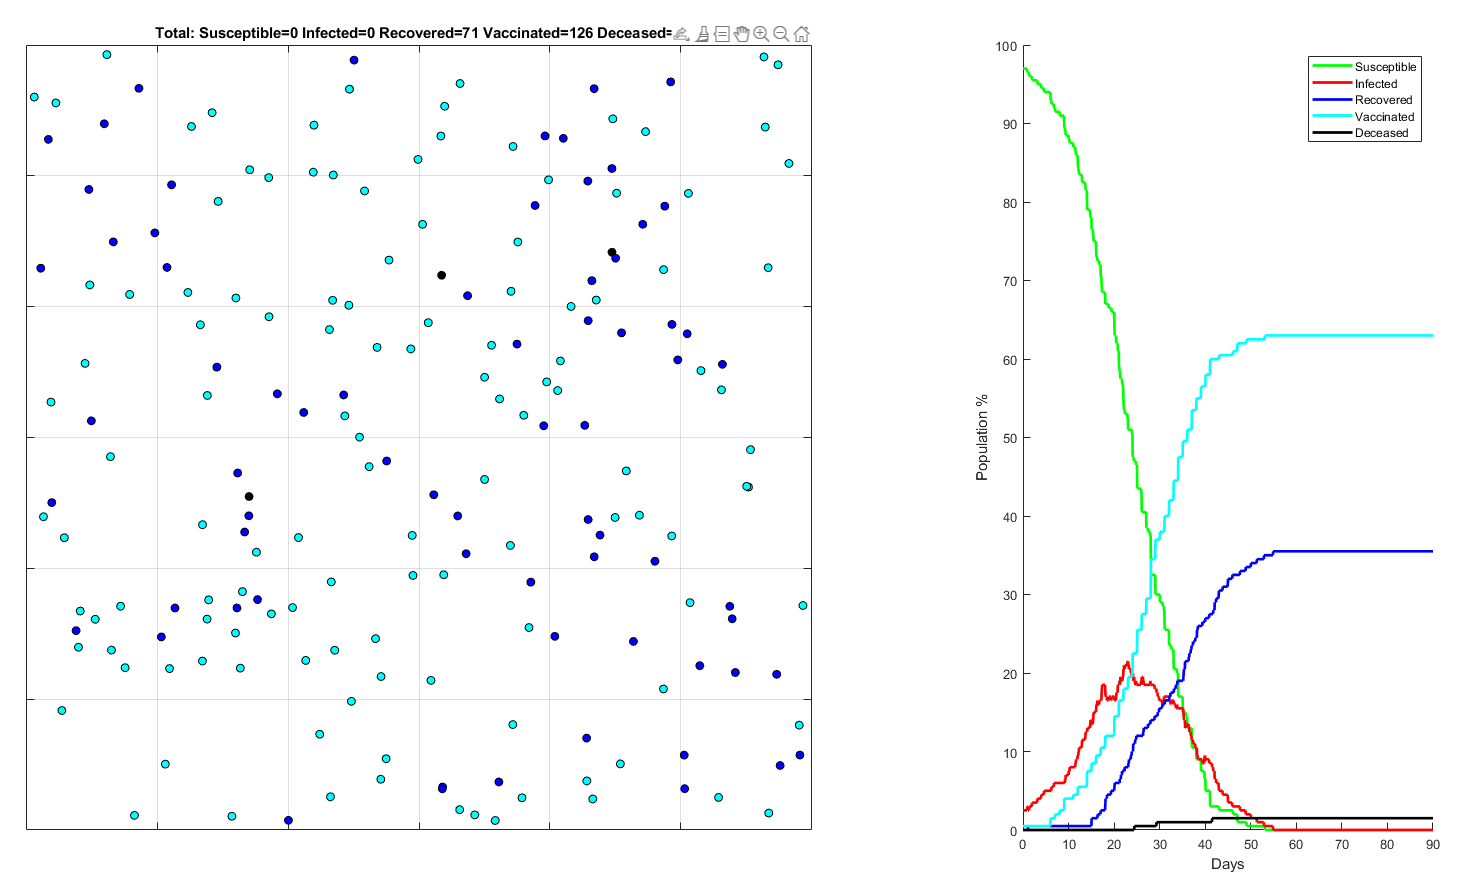 Total: Susceptible=0 Infected=0 Recovered=71 Vaccinated=126 Deceased=
100
90
80
70
60
50
40
30
20
10
0
Population %
Susceptible
Infected
Recovered
Vaccinated
Deceased
0 10 20 30 40 50 60 70 80 90
Days